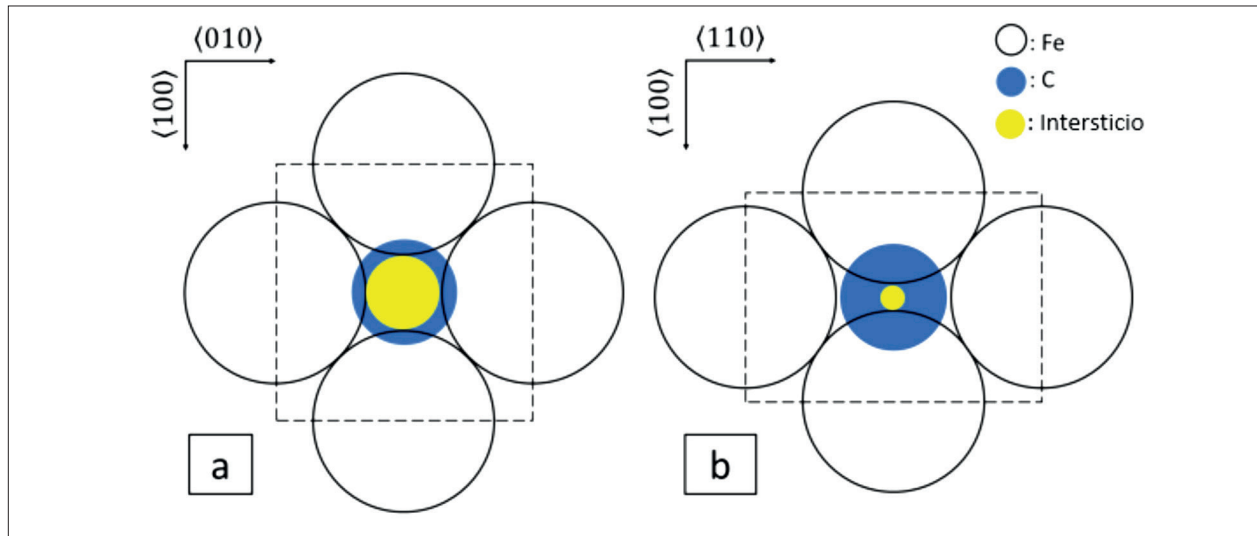 ⟨010⟩
⟨100⟩
⟨110⟩
⟨100⟩
: Fe
: C
: Intersticio
a
b